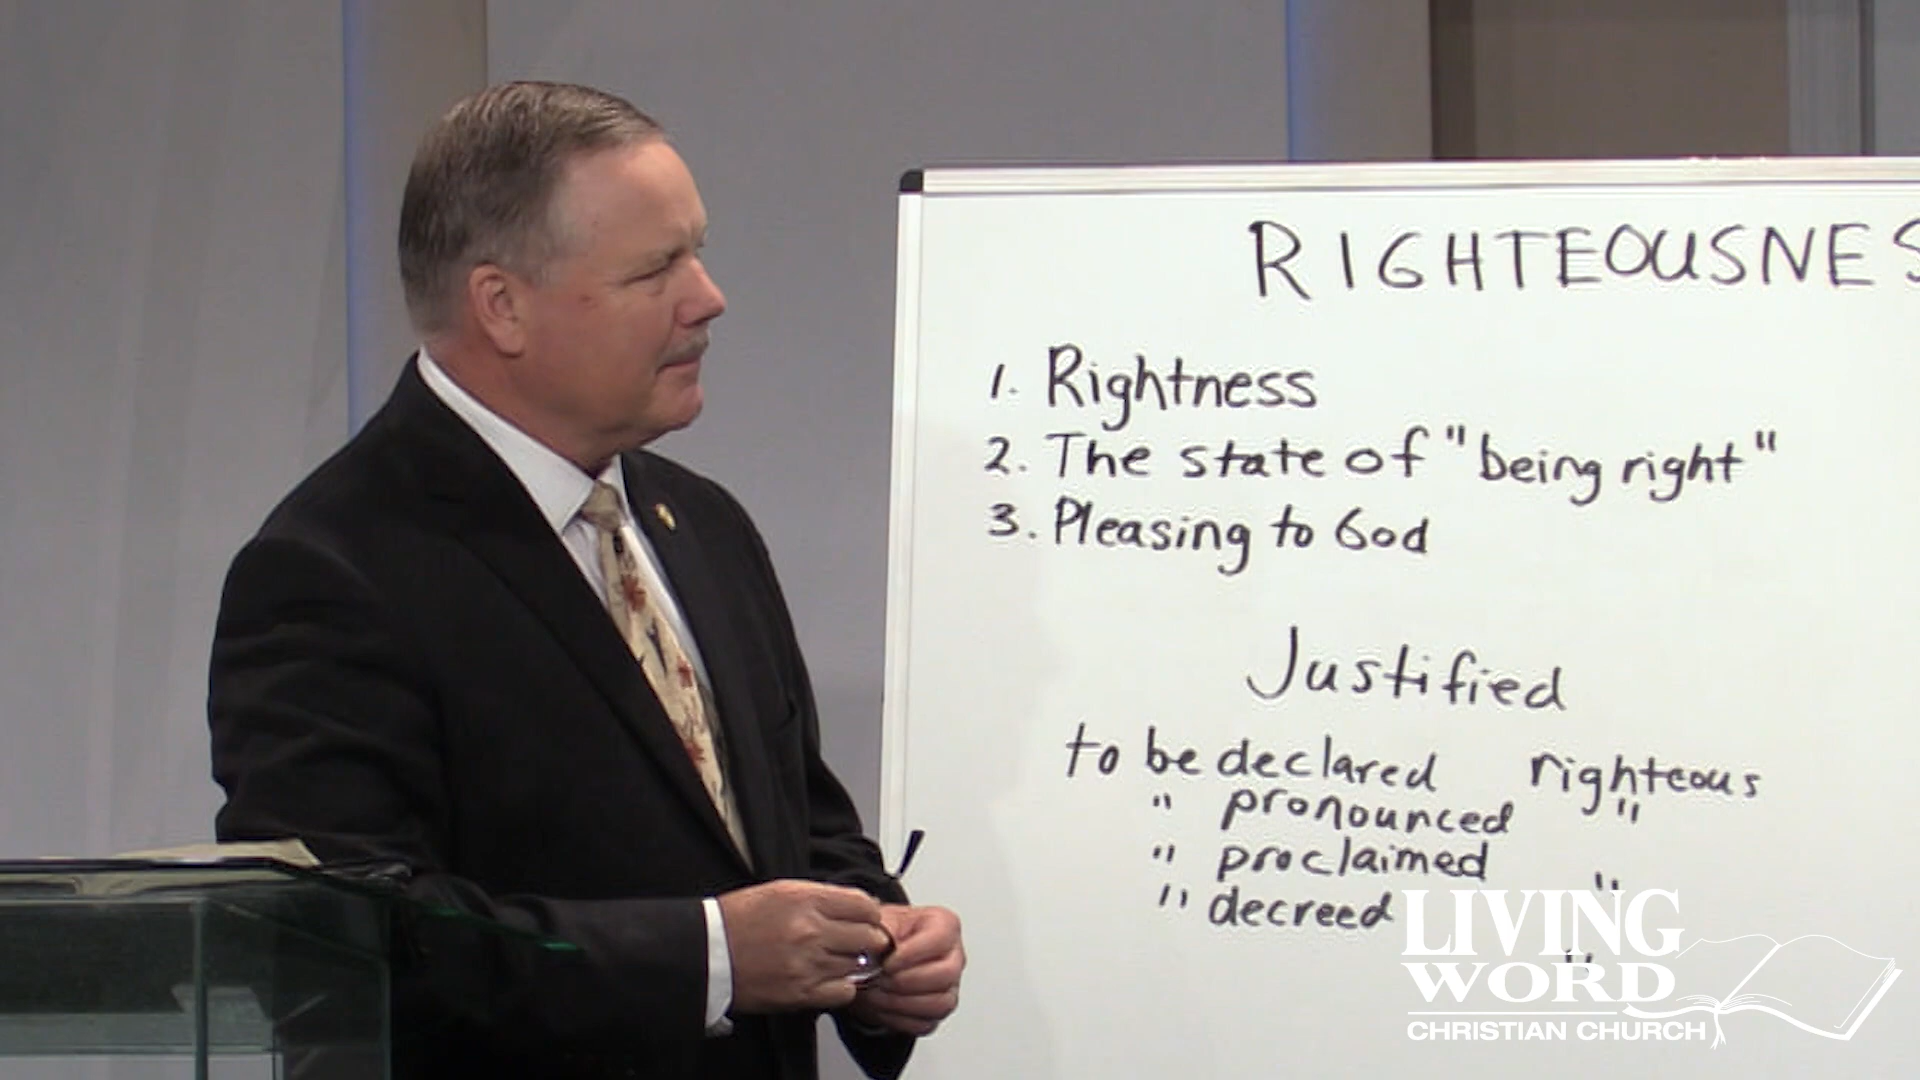 RIGHTEOUSNES
1. Rightness
2. The state of "being right"
3. Pleasing to God
Justified
to be declared righteous
" pronounced "
" proclaimed "
" decreed "
LIVING
WORD
CHRISTIAN CHURCH